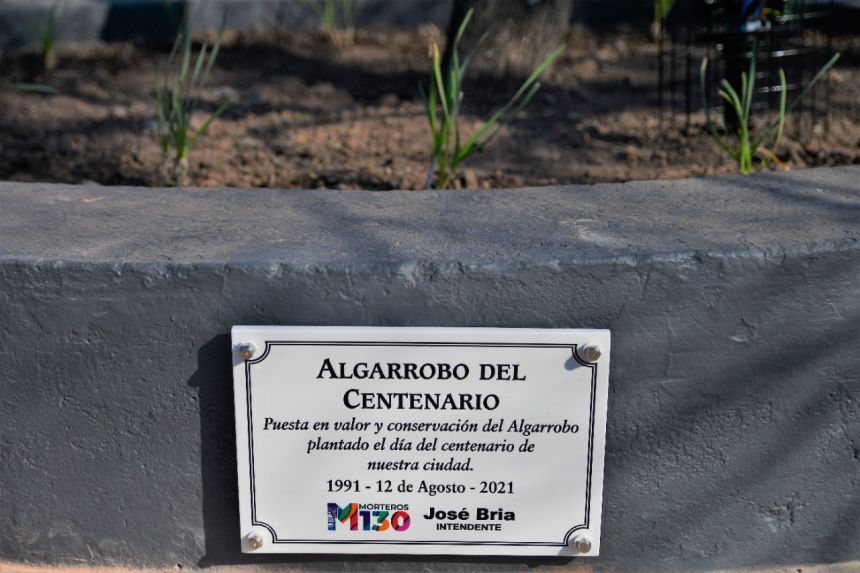 ALGARROBO DEL
CENTENARIO
Puesta en valor y conservación del Algarrobo
plantado el día del centenario de
nuestra ciudad.
1991 - 12 de Agosto - 2021
MORTEROS
M130
José Bria
INTENDENTE